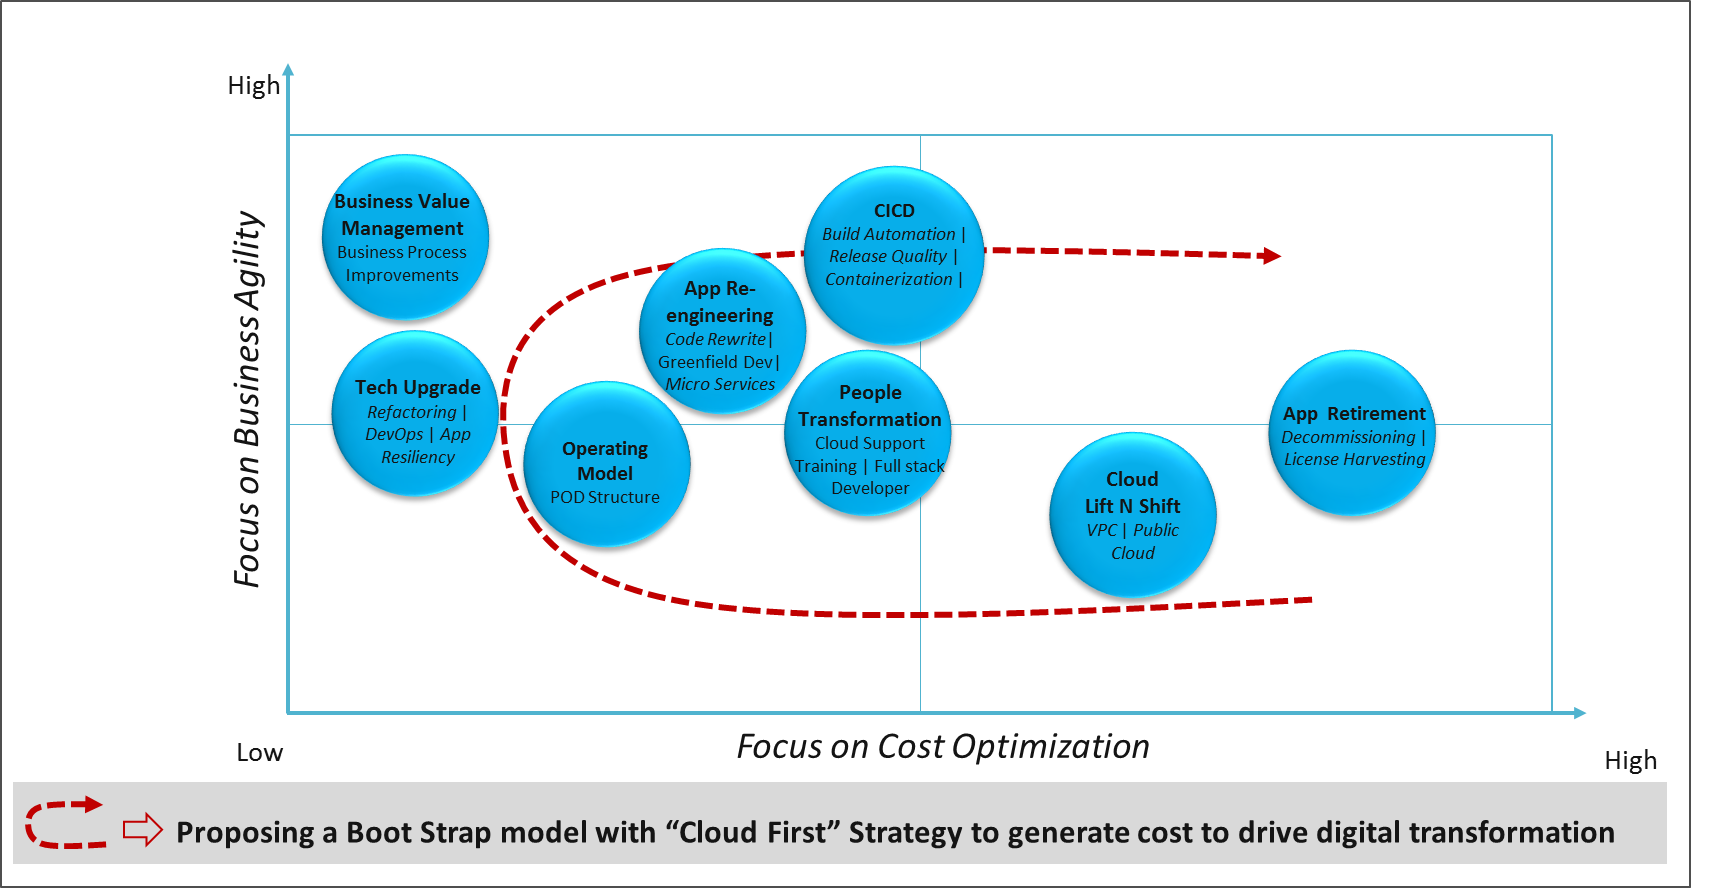 High
Focus on Business Agility
Business Value
Management
Business Process
Improvements
CICD
Build Automation |
Release Quality |
Containerization |
App Re-
engineering
Code Rewrite|
Greenfield Dev|
Micro Services
Tech Upgrade
Refactoring |
DevOps | App
Resiliency
Operating
Model
POD Structure
People
Transformation
Cloud Support
Training | Full stack
Developer
App Retirement
Decommissioning |
License Harvesting
Cloud
Lift N Shift
VPC | Public
Cloud
Low
Focus on Cost Optimization
High
Proposing a Boot Strap model with “Cloud First” Strategy to generate cost to drive digital transformation